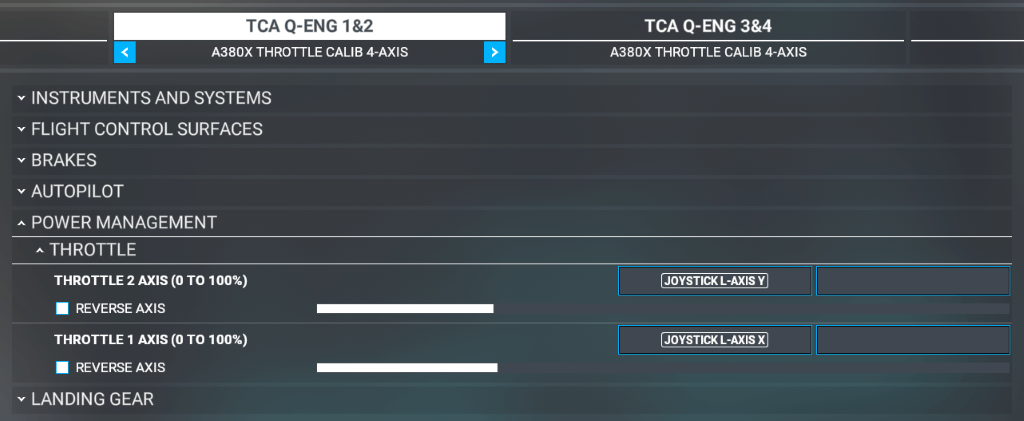 TCA Q-ENG 1&2
TCA Q-ENG 3&4
A380X THROTTLE CALIB 4-AXIS
A380X THROTTLE CALIB 4-AXIS
INSTRUMENTS AND SYSTEMS
FLIGHT CONTROL SURFACES
BRAKES
AUTOPILOT
POWER MANAGEMENT
THROTTLE
THROTTLE 2 AXIS (0 TO 100%)
JOYSTICK L-AXIS Y
REVERSE AXIS
THROTTLE 1 AXIS (0 TO 100%)
JOYSTICK L-AXIS X
REVERSE AXIS
LANDING GEAR